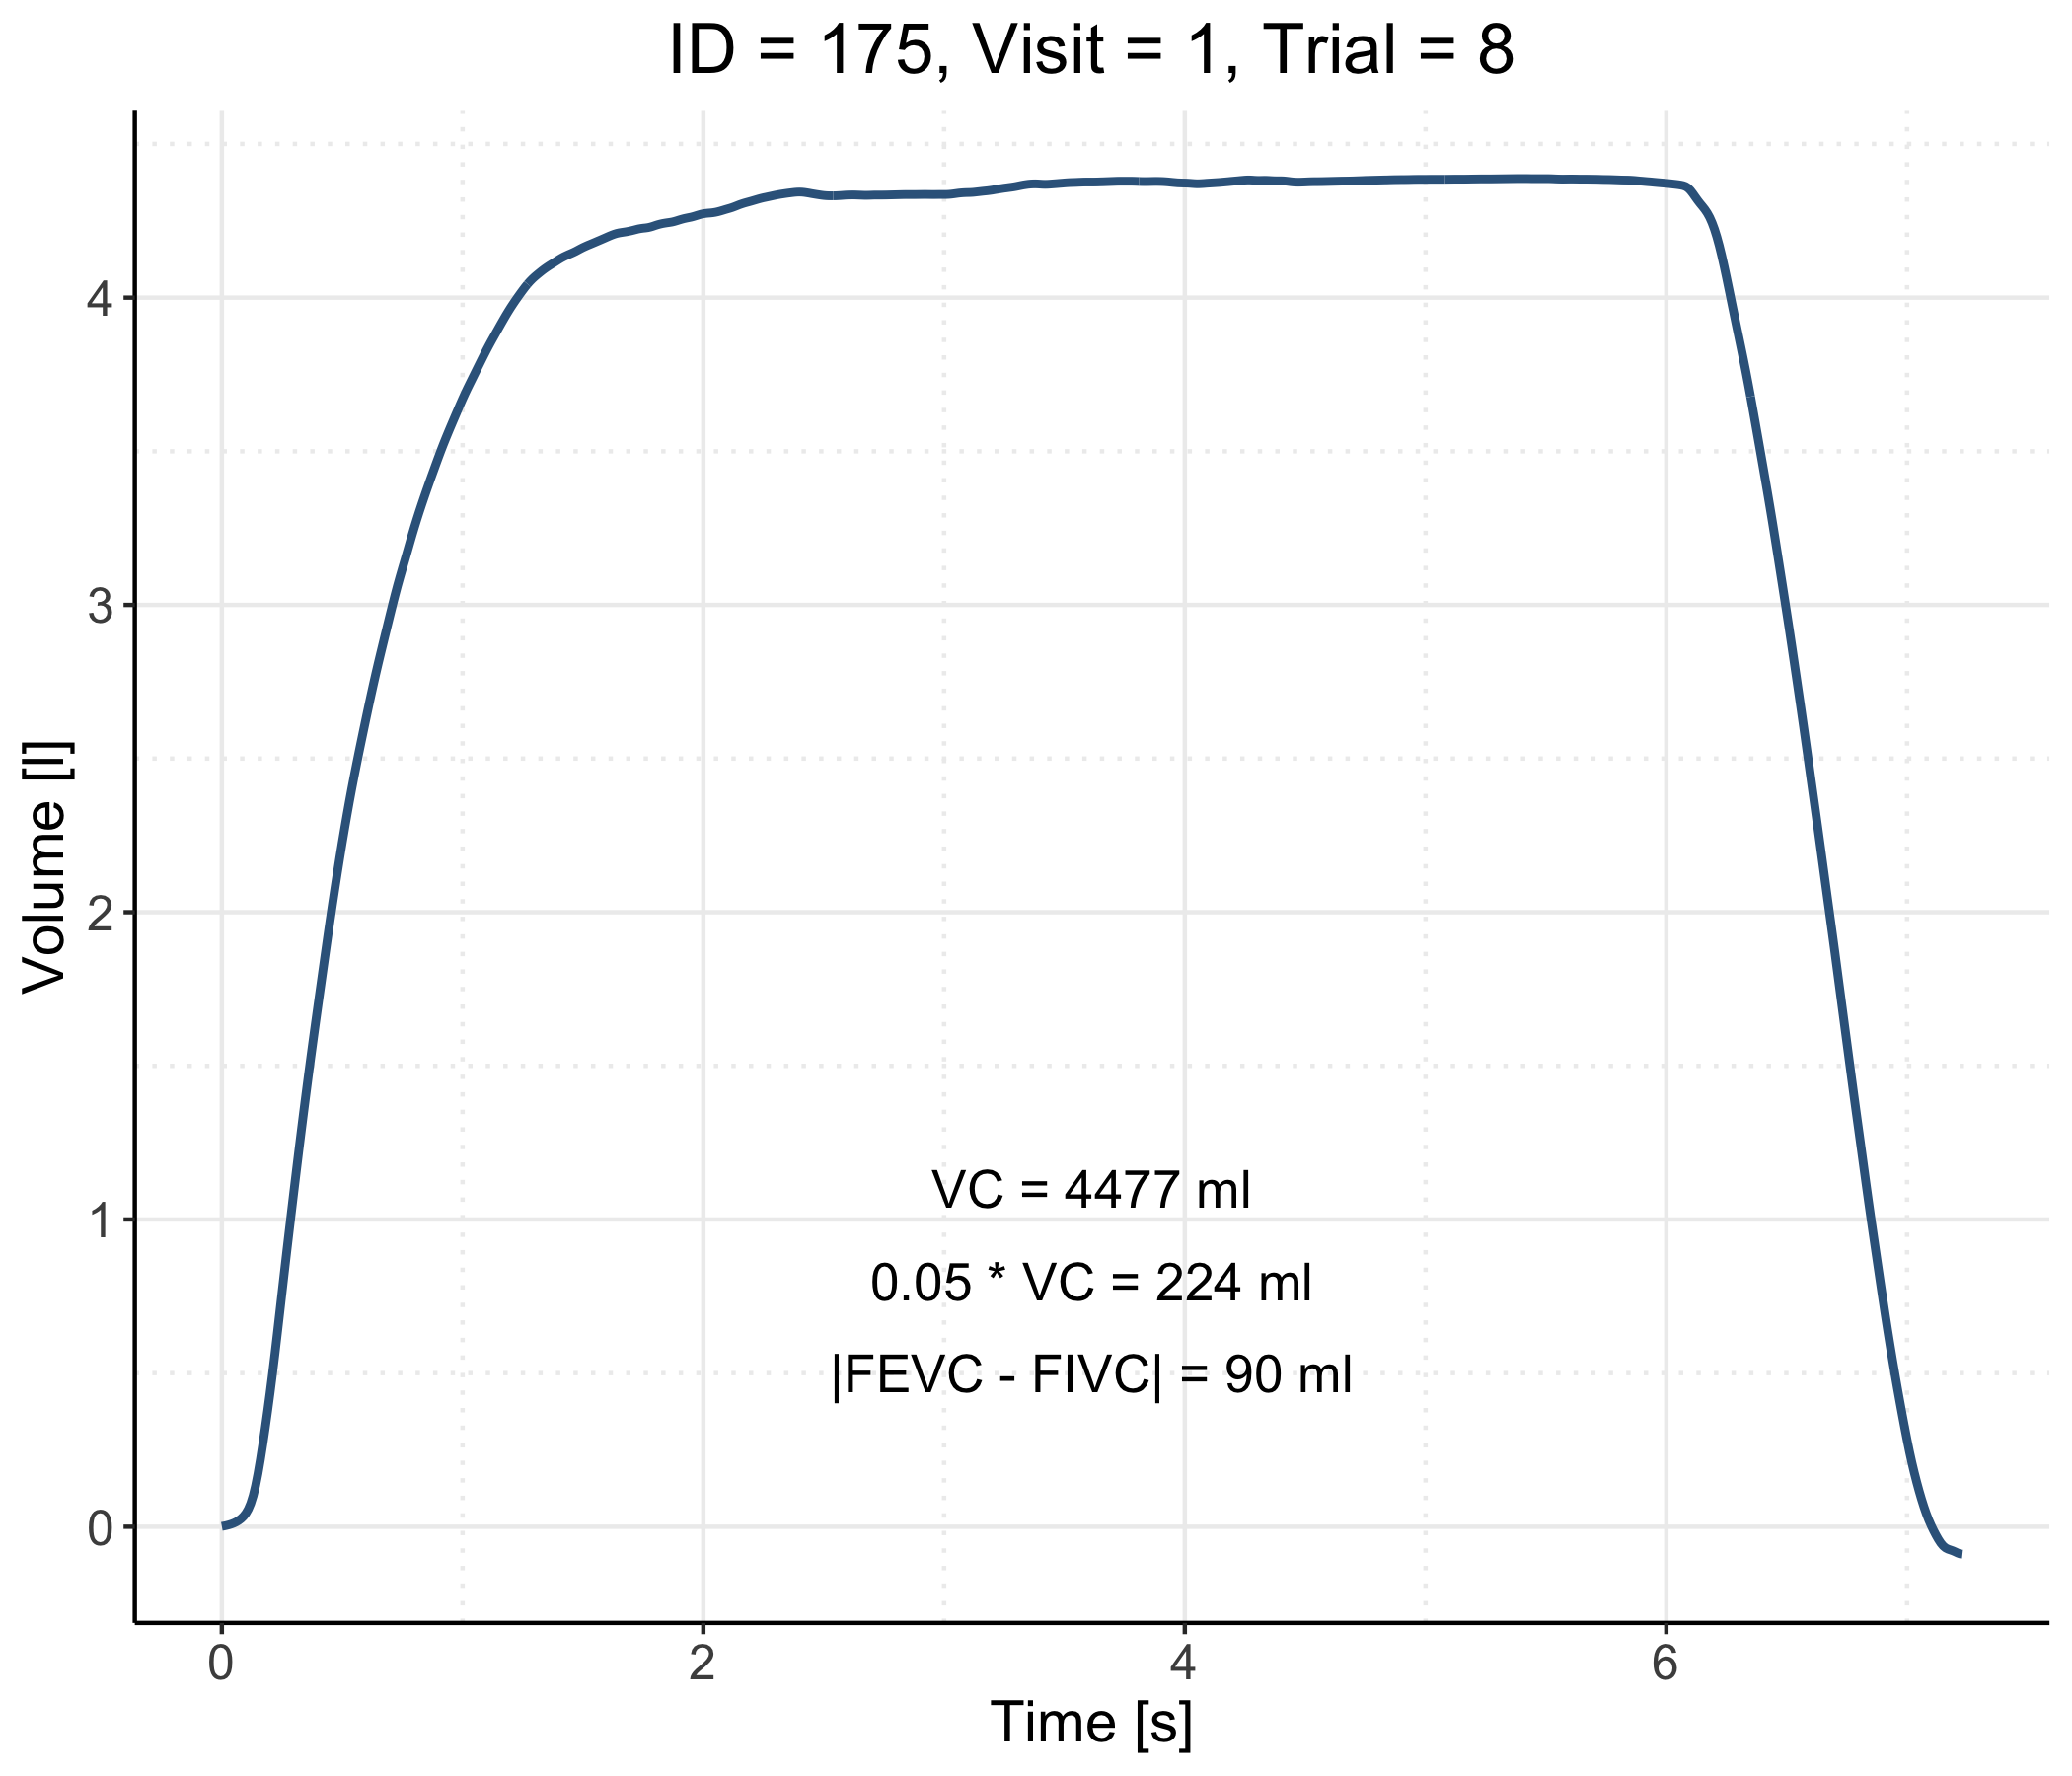 ID = 175, Visit = 1, Trial = 8
4
3
2
1
0
Volume [l]
VC = 4477 ml
0.05 * VC = 224 ml
|FEVC - FIVC| = 90 ml
0 2 4 6
Time [s]